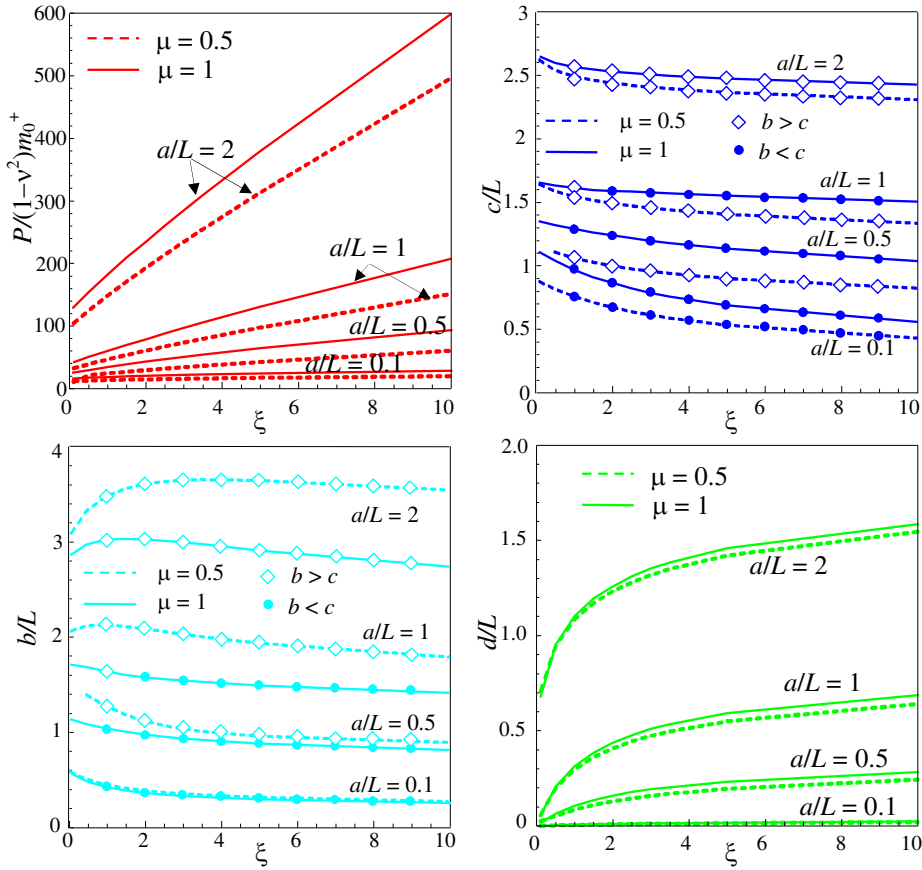 600
500
400
300
200
100
0
P/(1−ν²)m₀⁺
μ = 0.5
μ = 1
a/L = 2
a/L = 1
a/L = 0.5
a/L = 0.1
0 2 4 6 8 10
ξ
3
2.5
2
1.5
1
0.5
0
c/L
a/L = 2
μ = 0.5 b > c
μ = 1 b < c
a/L = 1
a/L = 0.5
a/L = 0.1
0 2 4 6 8 10
ξ
4
3
2
1
0
b/L
a/L = 2
μ = 0.5 b > c
μ = 1 b < c
a/L = 1
a/L = 0.5
a/L = 0.1
0 2 4 6 8 10
ξ
2.0
1.5
1.0
0.5
0
d/L
μ = 0.5
μ = 1
a/L = 2
a/L = 1
a/L = 0.5
a/L = 0.1
0 2 4 6 8 10
ξ